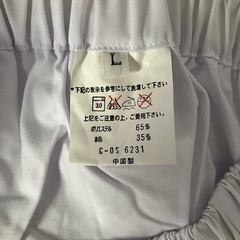 L
*下記の表示を参考にして洗濯して下さい
30
上記をご注意の上、ご使用下さい。
ポリエステル 65%
綿 35%
C-OS 6231
中国製